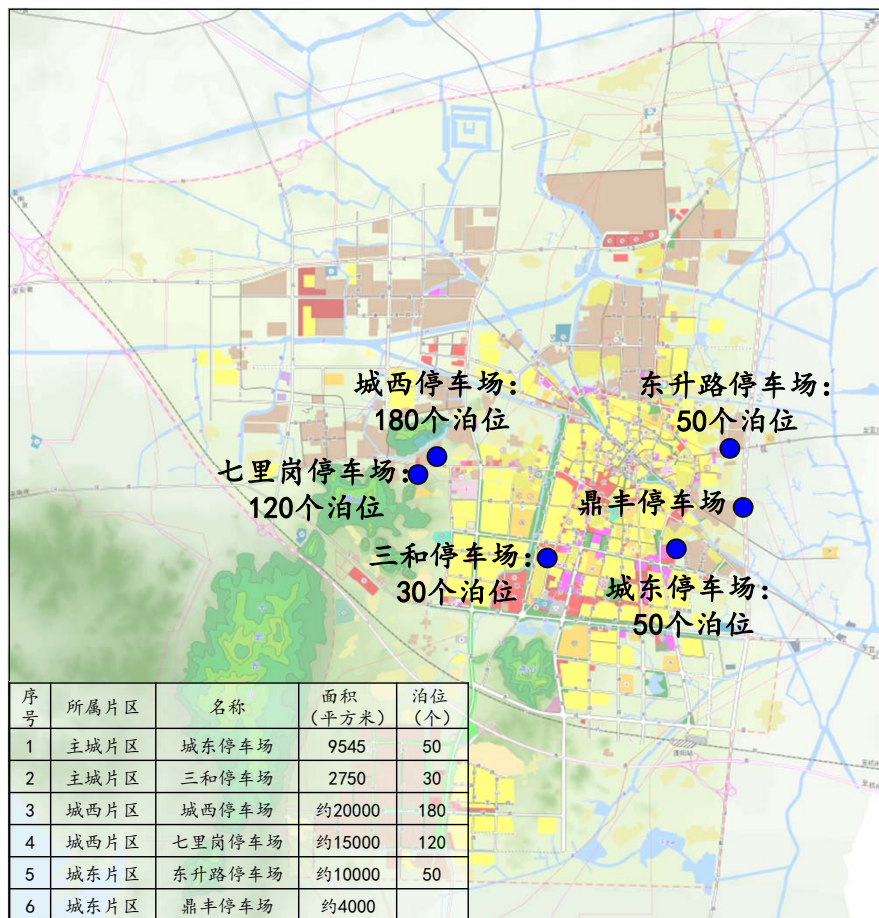 城西停车场：
180个泊位
东升路停车场：
50个泊位
七里岗停车场：
120个泊位
鼎丰停车场
三和停车场：
30个泊位
城东停车场：
50个泊位
序号 所属片区 名称 面积（平方米） 泊位（个）
1 主城片区 城东停车场 9545 50
2 主城片区 三和停车场 2750 30
3 城西片区 城西停车场 约20000 180
4 城西片区 七里岗停车场 约15000 120
5 城东片区 东升路停车场 约10000 50
6 城东片区 鼎丰停车场 约4000